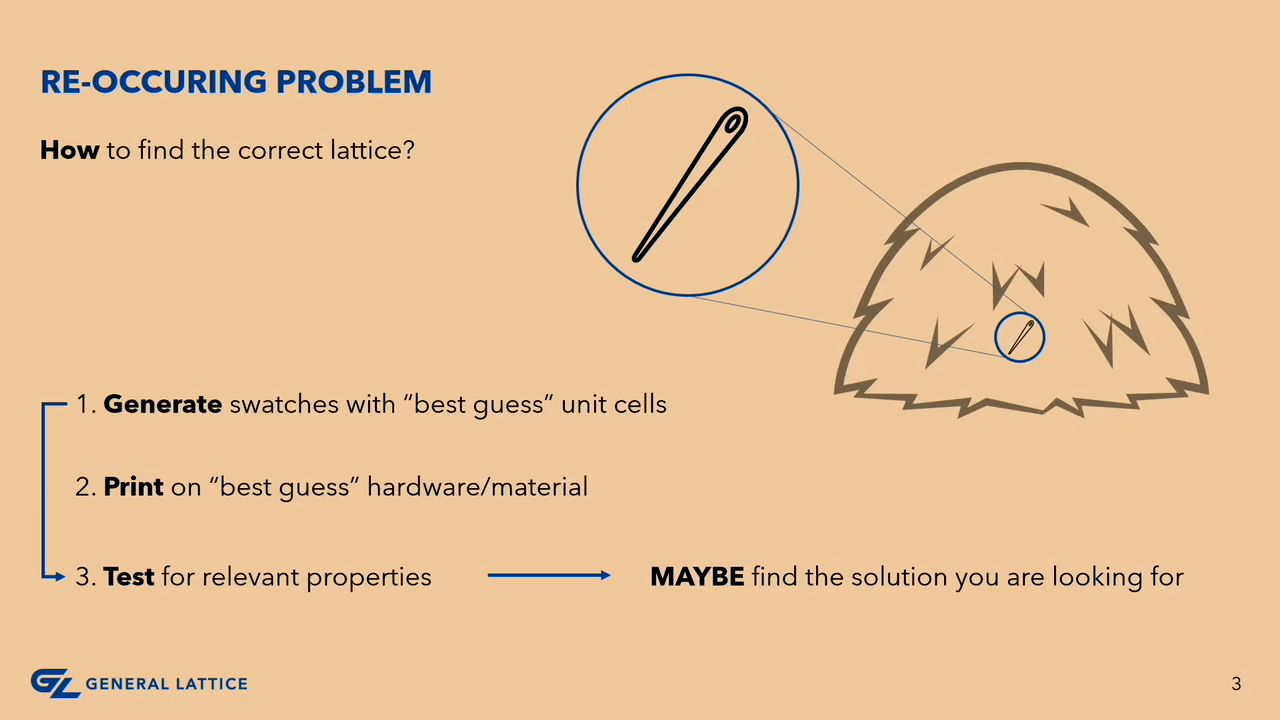 RE-OCCURING PROBLEM
How to find the correct lattice?
1. Generate swatches with “best guess” unit cells
2. Print on “best guess” hardware/material
3. Test for relevant properties
MAYBE find the solution you are looking for
GL GENERAL LATTICE
3